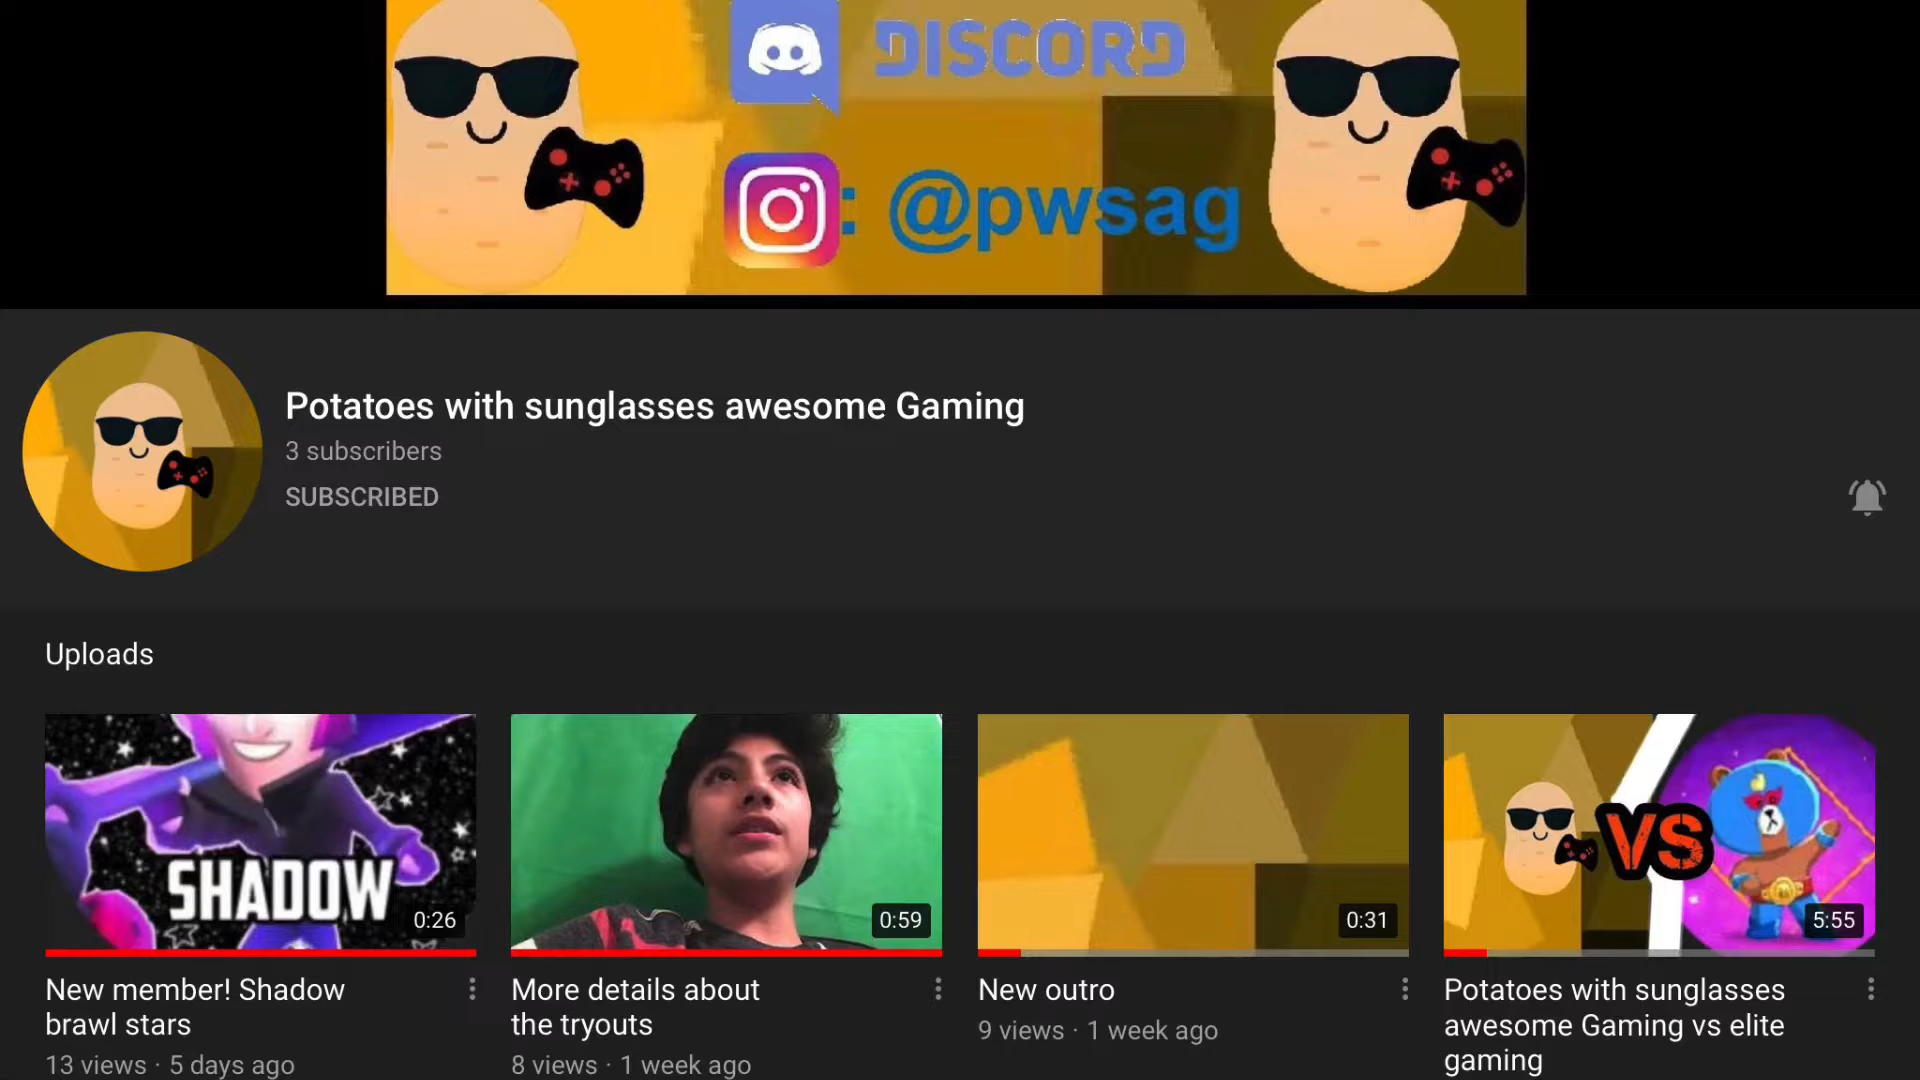 DISCORD
: @pwsag
Potatoes with sunglasses awesome Gaming
3 subscribers
SUBSCRIBED
Uploads
SHADOW
0:26
0:59
0:31
VS
5:55
New member! Shadow
brawl stars
13 views · 5 days ago
More details about
the tryouts
8 views · 1 week ago
New outro
9 views · 1 week ago
Potatoes with sunglasses
awesome Gaming vs elite
gaming